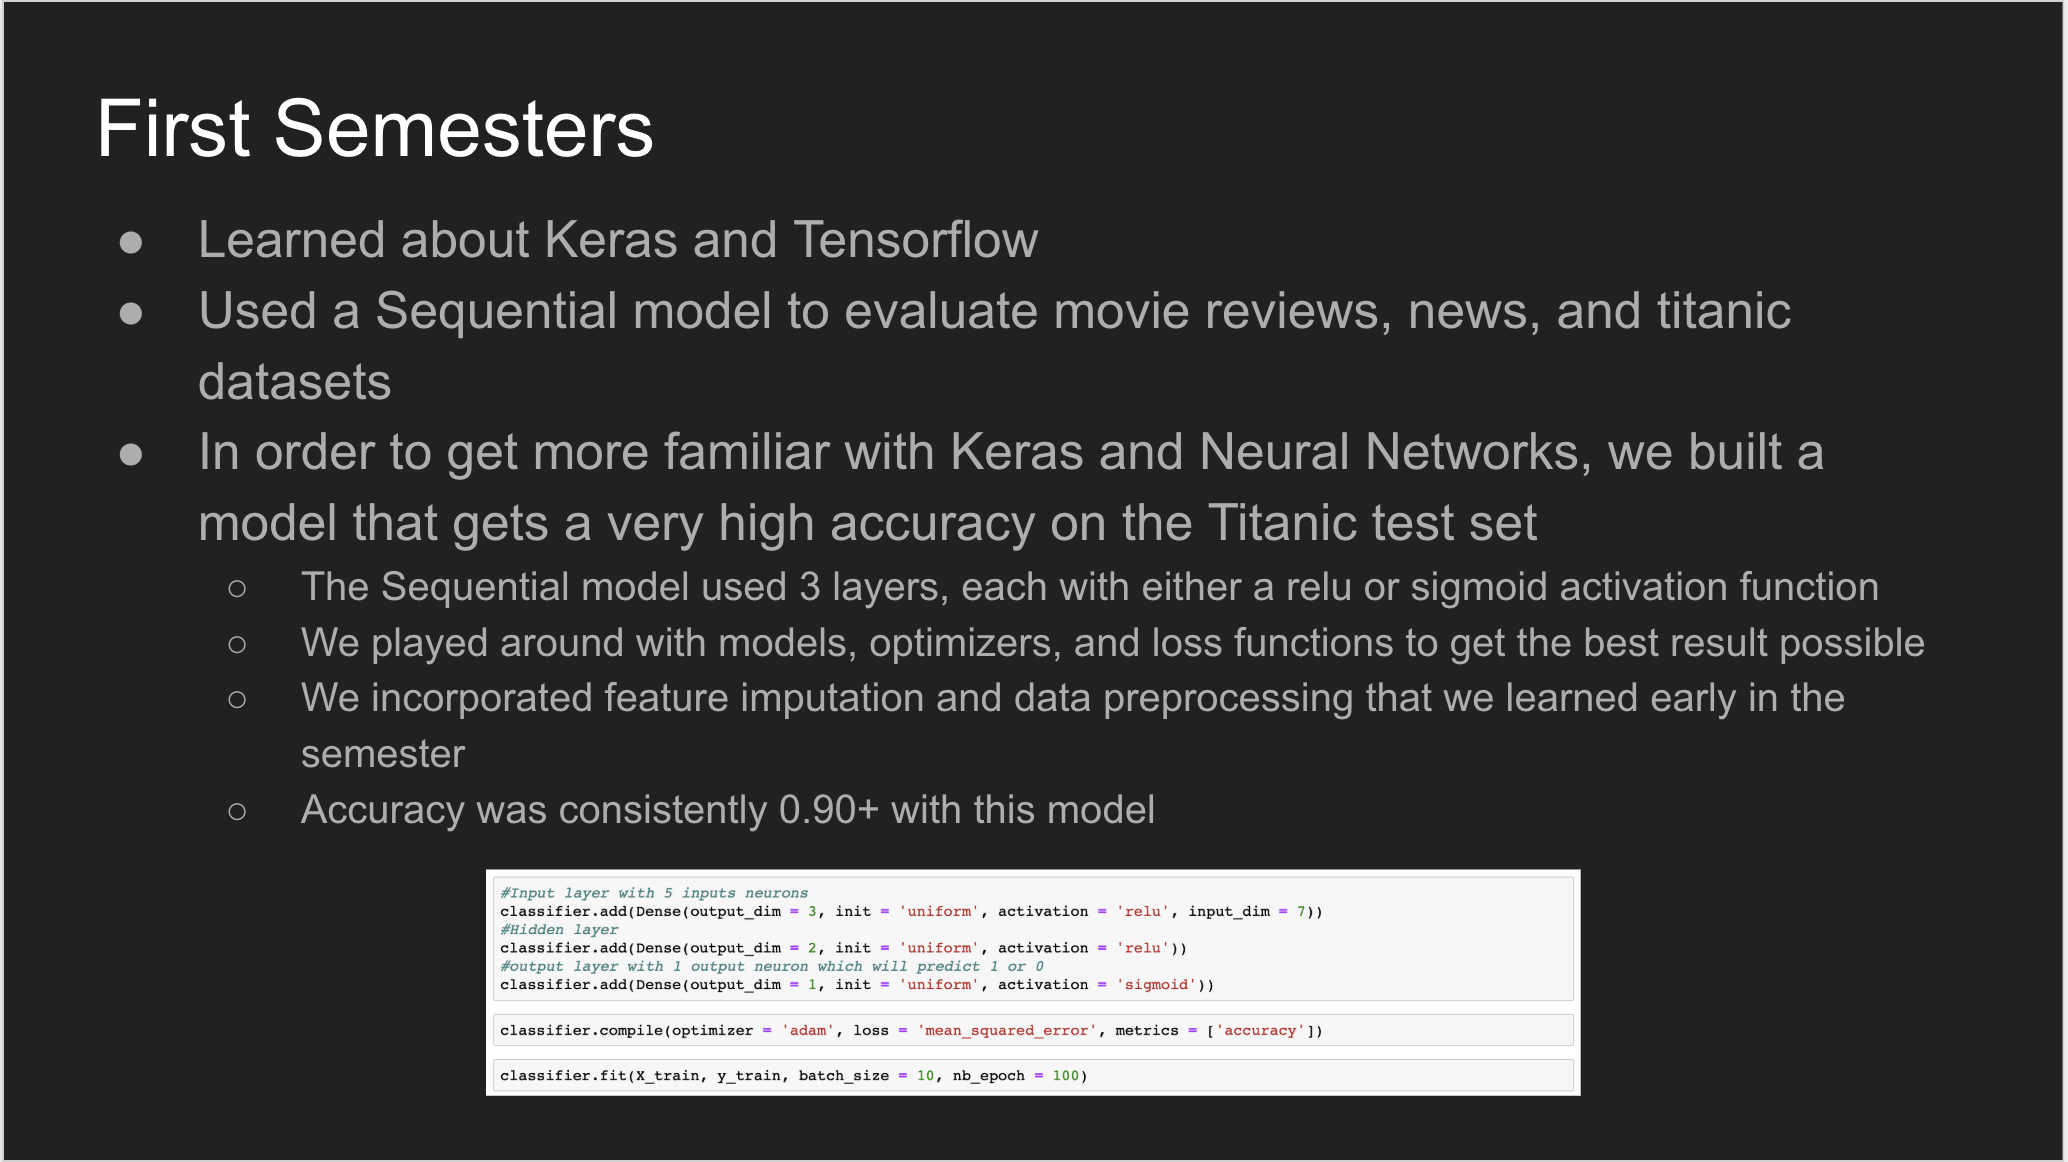 First Semesters
● Learned about Keras and Tensorflow
● Used a Sequential model to evaluate movie reviews, news, and titanic
datasets
● In order to get more familiar with Keras and Neural Networks, we built a
model that gets a very high accuracy on the Titanic test set
○ The Sequential model used 3 layers, each with either a relu or sigmoid activation function
○ We played around with models, optimizers, and loss functions to get the best result possible
○ We incorporated feature imputation and data preprocessing that we learned early in the
semester
○ Accuracy was consistently 0.90+ with this model
#Input layer with 5 inputs neurons
classifier.add(Dense(output_dim = 3, init = 'uniform', activation = 'relu', input_dim = 7))
#Hidden layer
classifier.add(Dense(output_dim = 2, init = 'uniform', activation = 'relu'))
#output layer with 1 output neuron which will predict 1 or 0
classifier.add(Dense(output_dim = 1, init = 'uniform', activation = 'sigmoid'))
classifier.compile(optimizer = 'adam', loss = 'mean_squared_error', metrics = ['accuracy'])
classifier.fit(X_train, y_train, batch_size = 10, nb_epoch = 100)